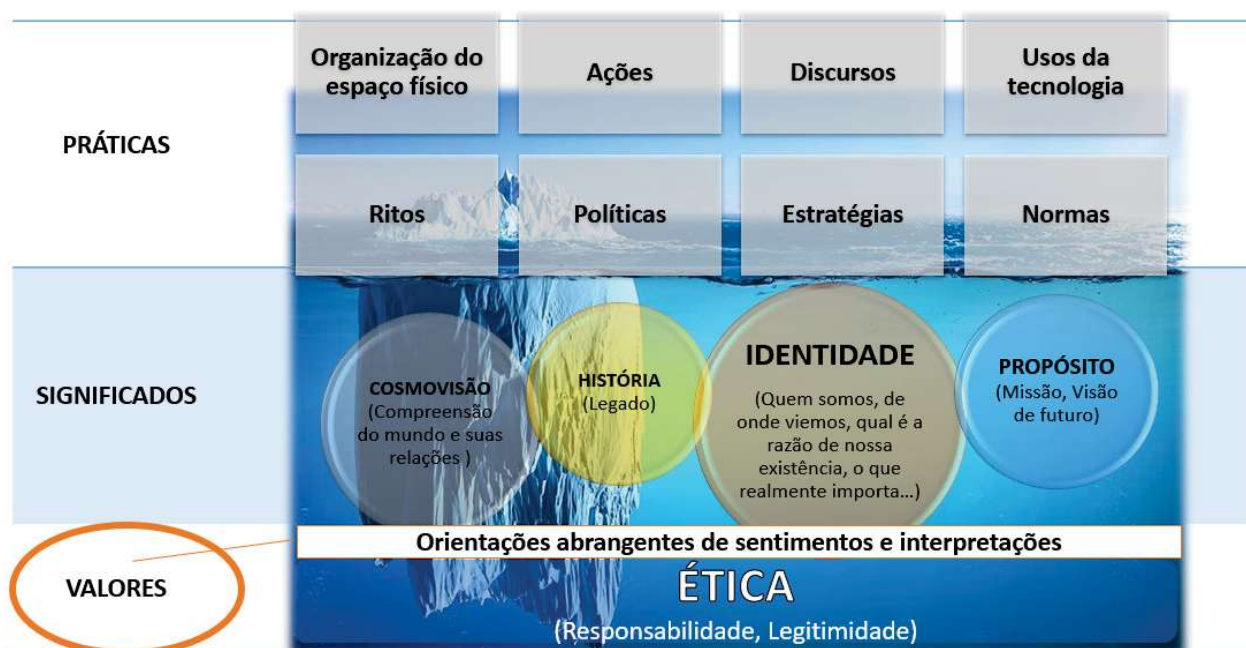 Organização do
espaço físico
Ações
Discursos
Usos da
tecnologia
PRÁTICAS
Ritos
Políticas
Estratégias
Normas
SIGNIFICADOS
COSMOVISÃO
(Compreensão
do mundo e suas
relações )
HISTÓRIA
(Legado)
IDENTIDADE
(Quem somos, de
onde viemos, qual é a
razão de nossa
existência, o que
realmente importa...)
PROPÓSITO
(Missão, Visão
de futuro)
VALORES
Orientações abrangentes de sentimentos e interpretações
ÉTICA
(Responsabilidade, Legitimidade)